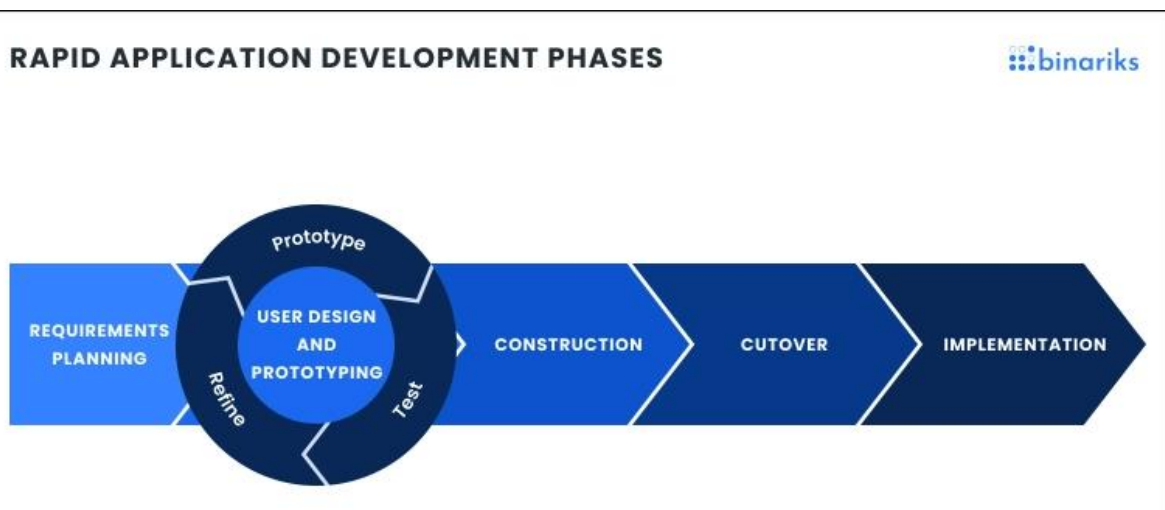 RAPID APPLICATION DEVELOPMENT PHASES
binariks
Prototype
REQUIREMENTS
PLANNING
USER DESIGN
AND
PROTOTYPING
Refine
Test
CONSTRUCTION
CUTOVER
IMPLEMENTATION